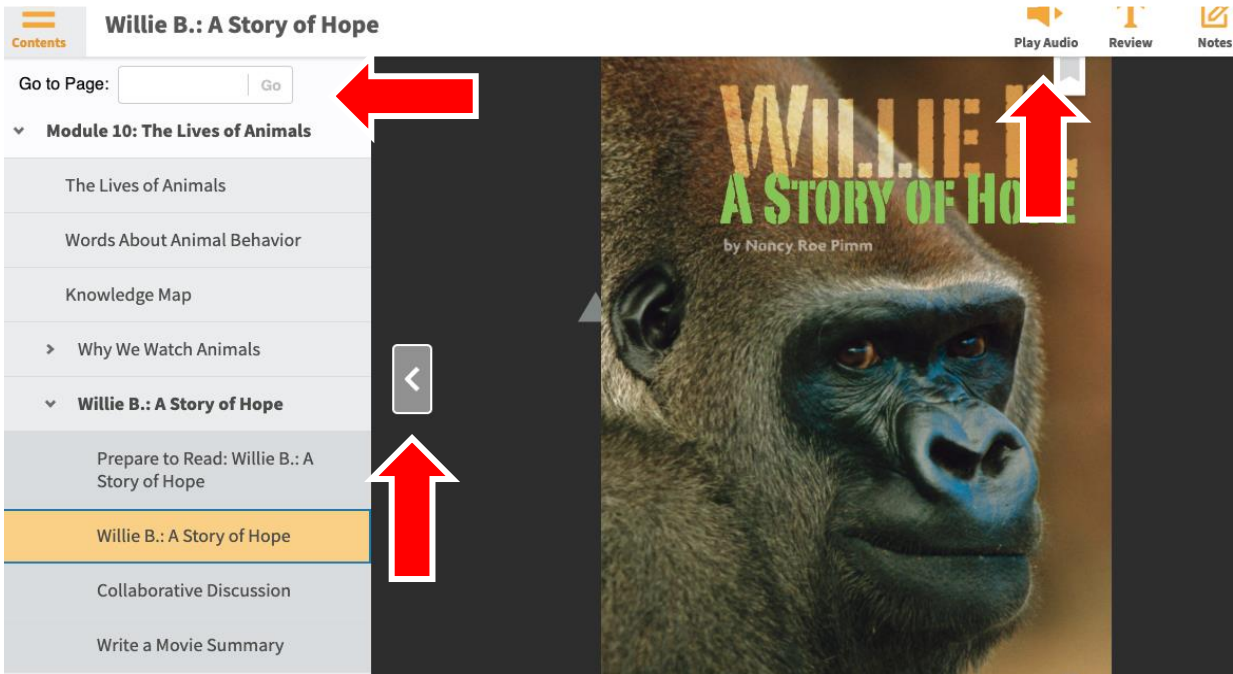 Contents
Willie B.: A Story of Hope
Play Audio
Review
Notes
Go to Page:
Go
Module 10: The Lives of Animals
The Lives of Animals
Words About Animal Behavior
Knowledge Map
Why We Watch Animals
Willie B.: A Story of Hope
Prepare to Read: Willie B.: A
Story of Hope
Willie B.: A Story of Hope
Collaborative Discussion
Write a Movie Summary
WILLIE B.
A STORY OF HOPE
by Nancy Roe Pimm